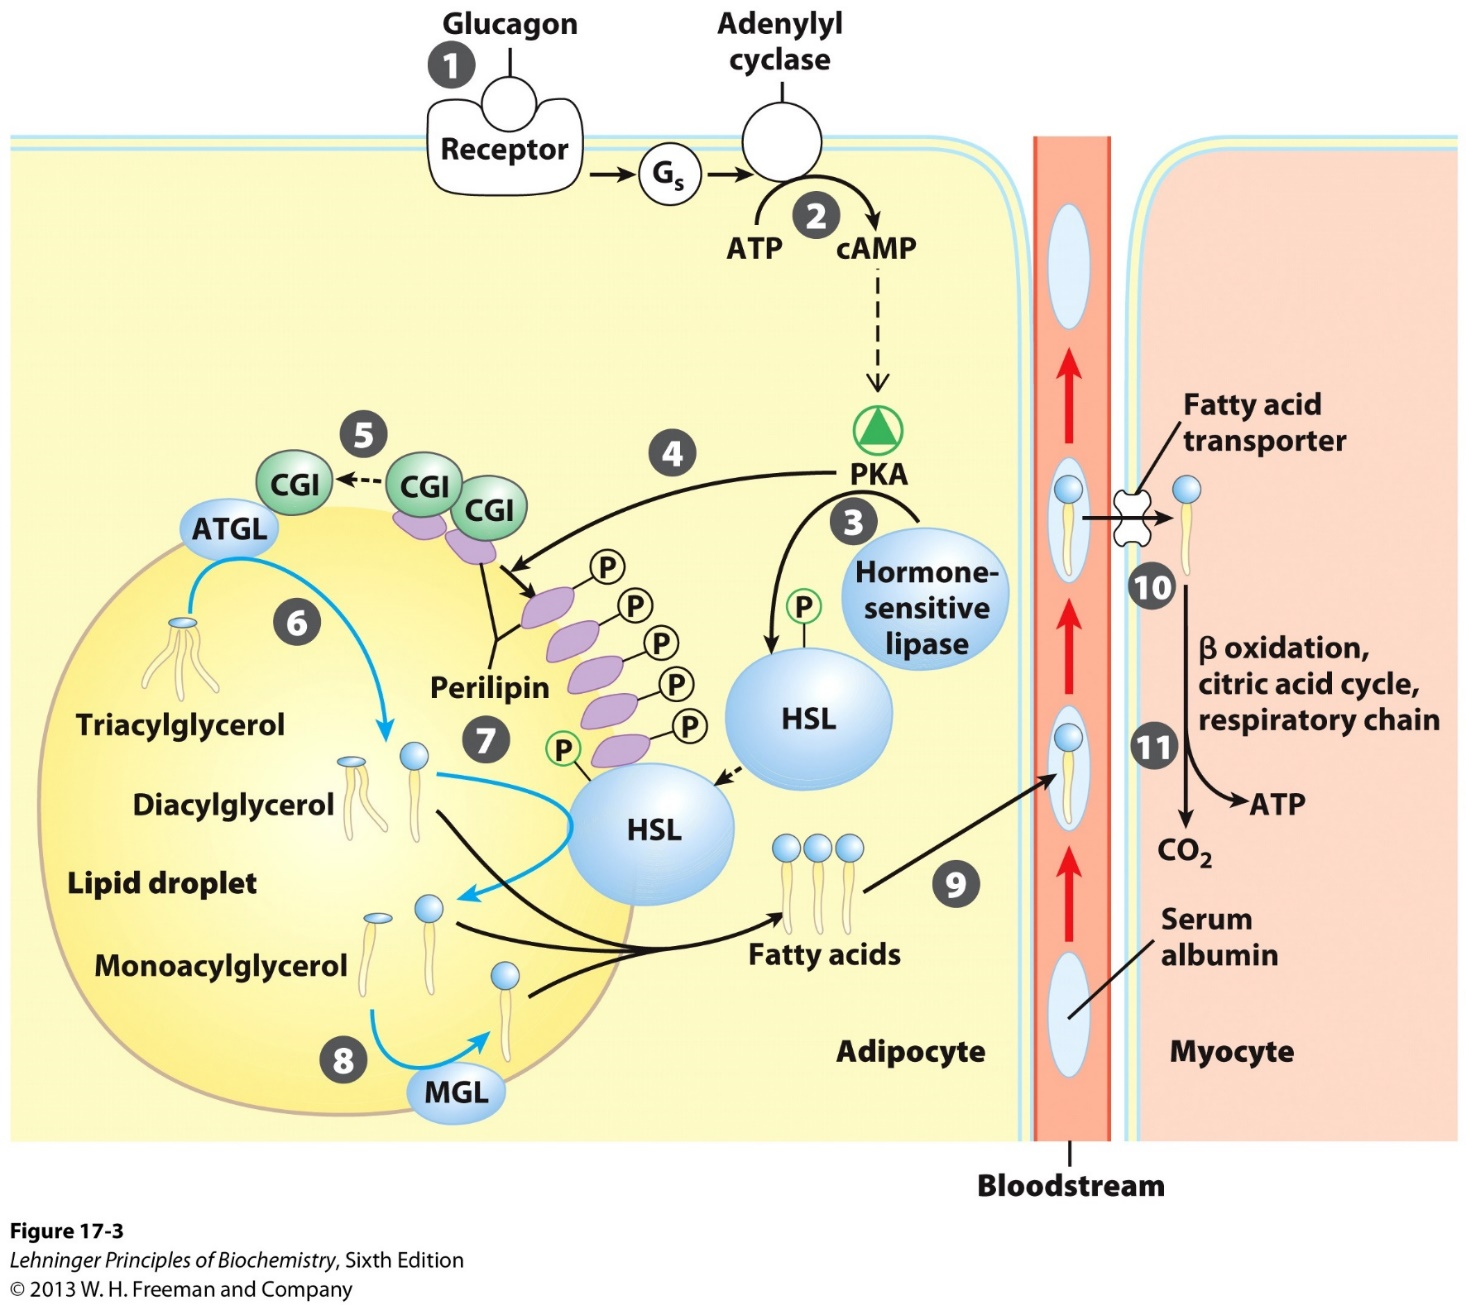 Glucagon
1
Receptor
Gs
Adenylyl
cyclase
2
ATP
cAMP
PKA
3
4
5
CGI
CGI
CGI
ATGL
6
Triacylglycerol
Perilipin
P
P
P
P
P
7
P
Hormone-
sensitive
lipase
P
HSL
HSL
Diacylglycerol
Lipid droplet
Monoacylglycerol
8
MGL
Fatty acids
9
Adipocyte
Fatty acid
transporter
10
β oxidation,
citric acid cycle,
respiratory chain
11
ATP
CO₂
Serum
albumin
Myocyte
Bloodstream
Figure 17-3
Lehninger Principles of Biochemistry, Sixth Edition
© 2013 W. H. Freeman and Company